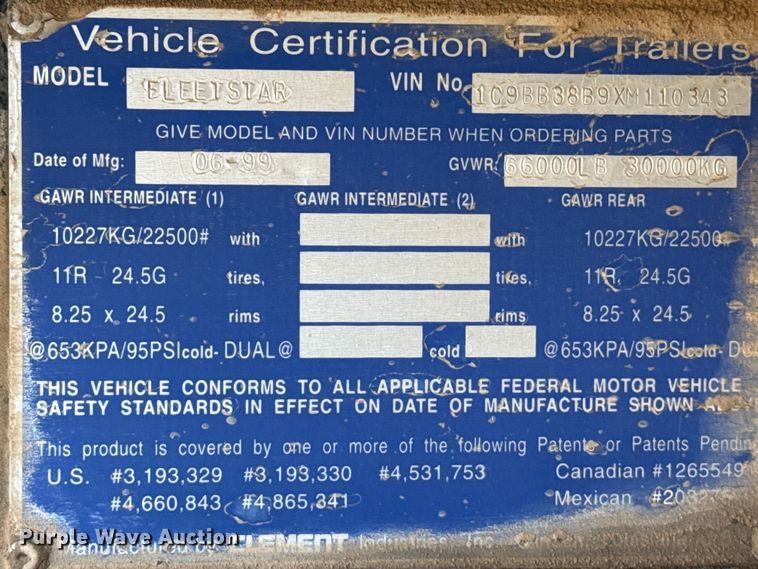 Vehicle Certification For Trailers
MODEL FLEETSTAR VIN No. 1C9BB38B9XM110343
GIVE MODEL AND VIN NUMBER WHEN ORDERING PARTS
Date of Mfg: 06-99 GVWR: 66000LB 30000KG
GAWR INTERMEDIATE (1) GAWR INTERMEDIATE (2) GAWR REAR
10227KG/22500# with with 10227KG/22500#
11R 24.5G tires, tires, 11R 24.5G
8.25 x 24.5 rims rims 8.25 x 24.5
@653KPA/95PSIcold- DUAL@ cold @653KPA/95PSIcold-
THIS VEHICLE CONFORMS TO ALL APPLICABLE FEDERAL MOTOR VEHICLE
SAFETY STANDARDS IN EFFECT ON DATE OF MANUFACTURE SHOWN
This product is covered by one or more of the following Patents or Patents
U.S. #3,193,329 #3,193,330 #4,531,753 Canadian #1265549
#4,660,843 #4,865,341 Mexican
Purple Wave Auction
Manufactured by CLEMENT Industries, Inc.